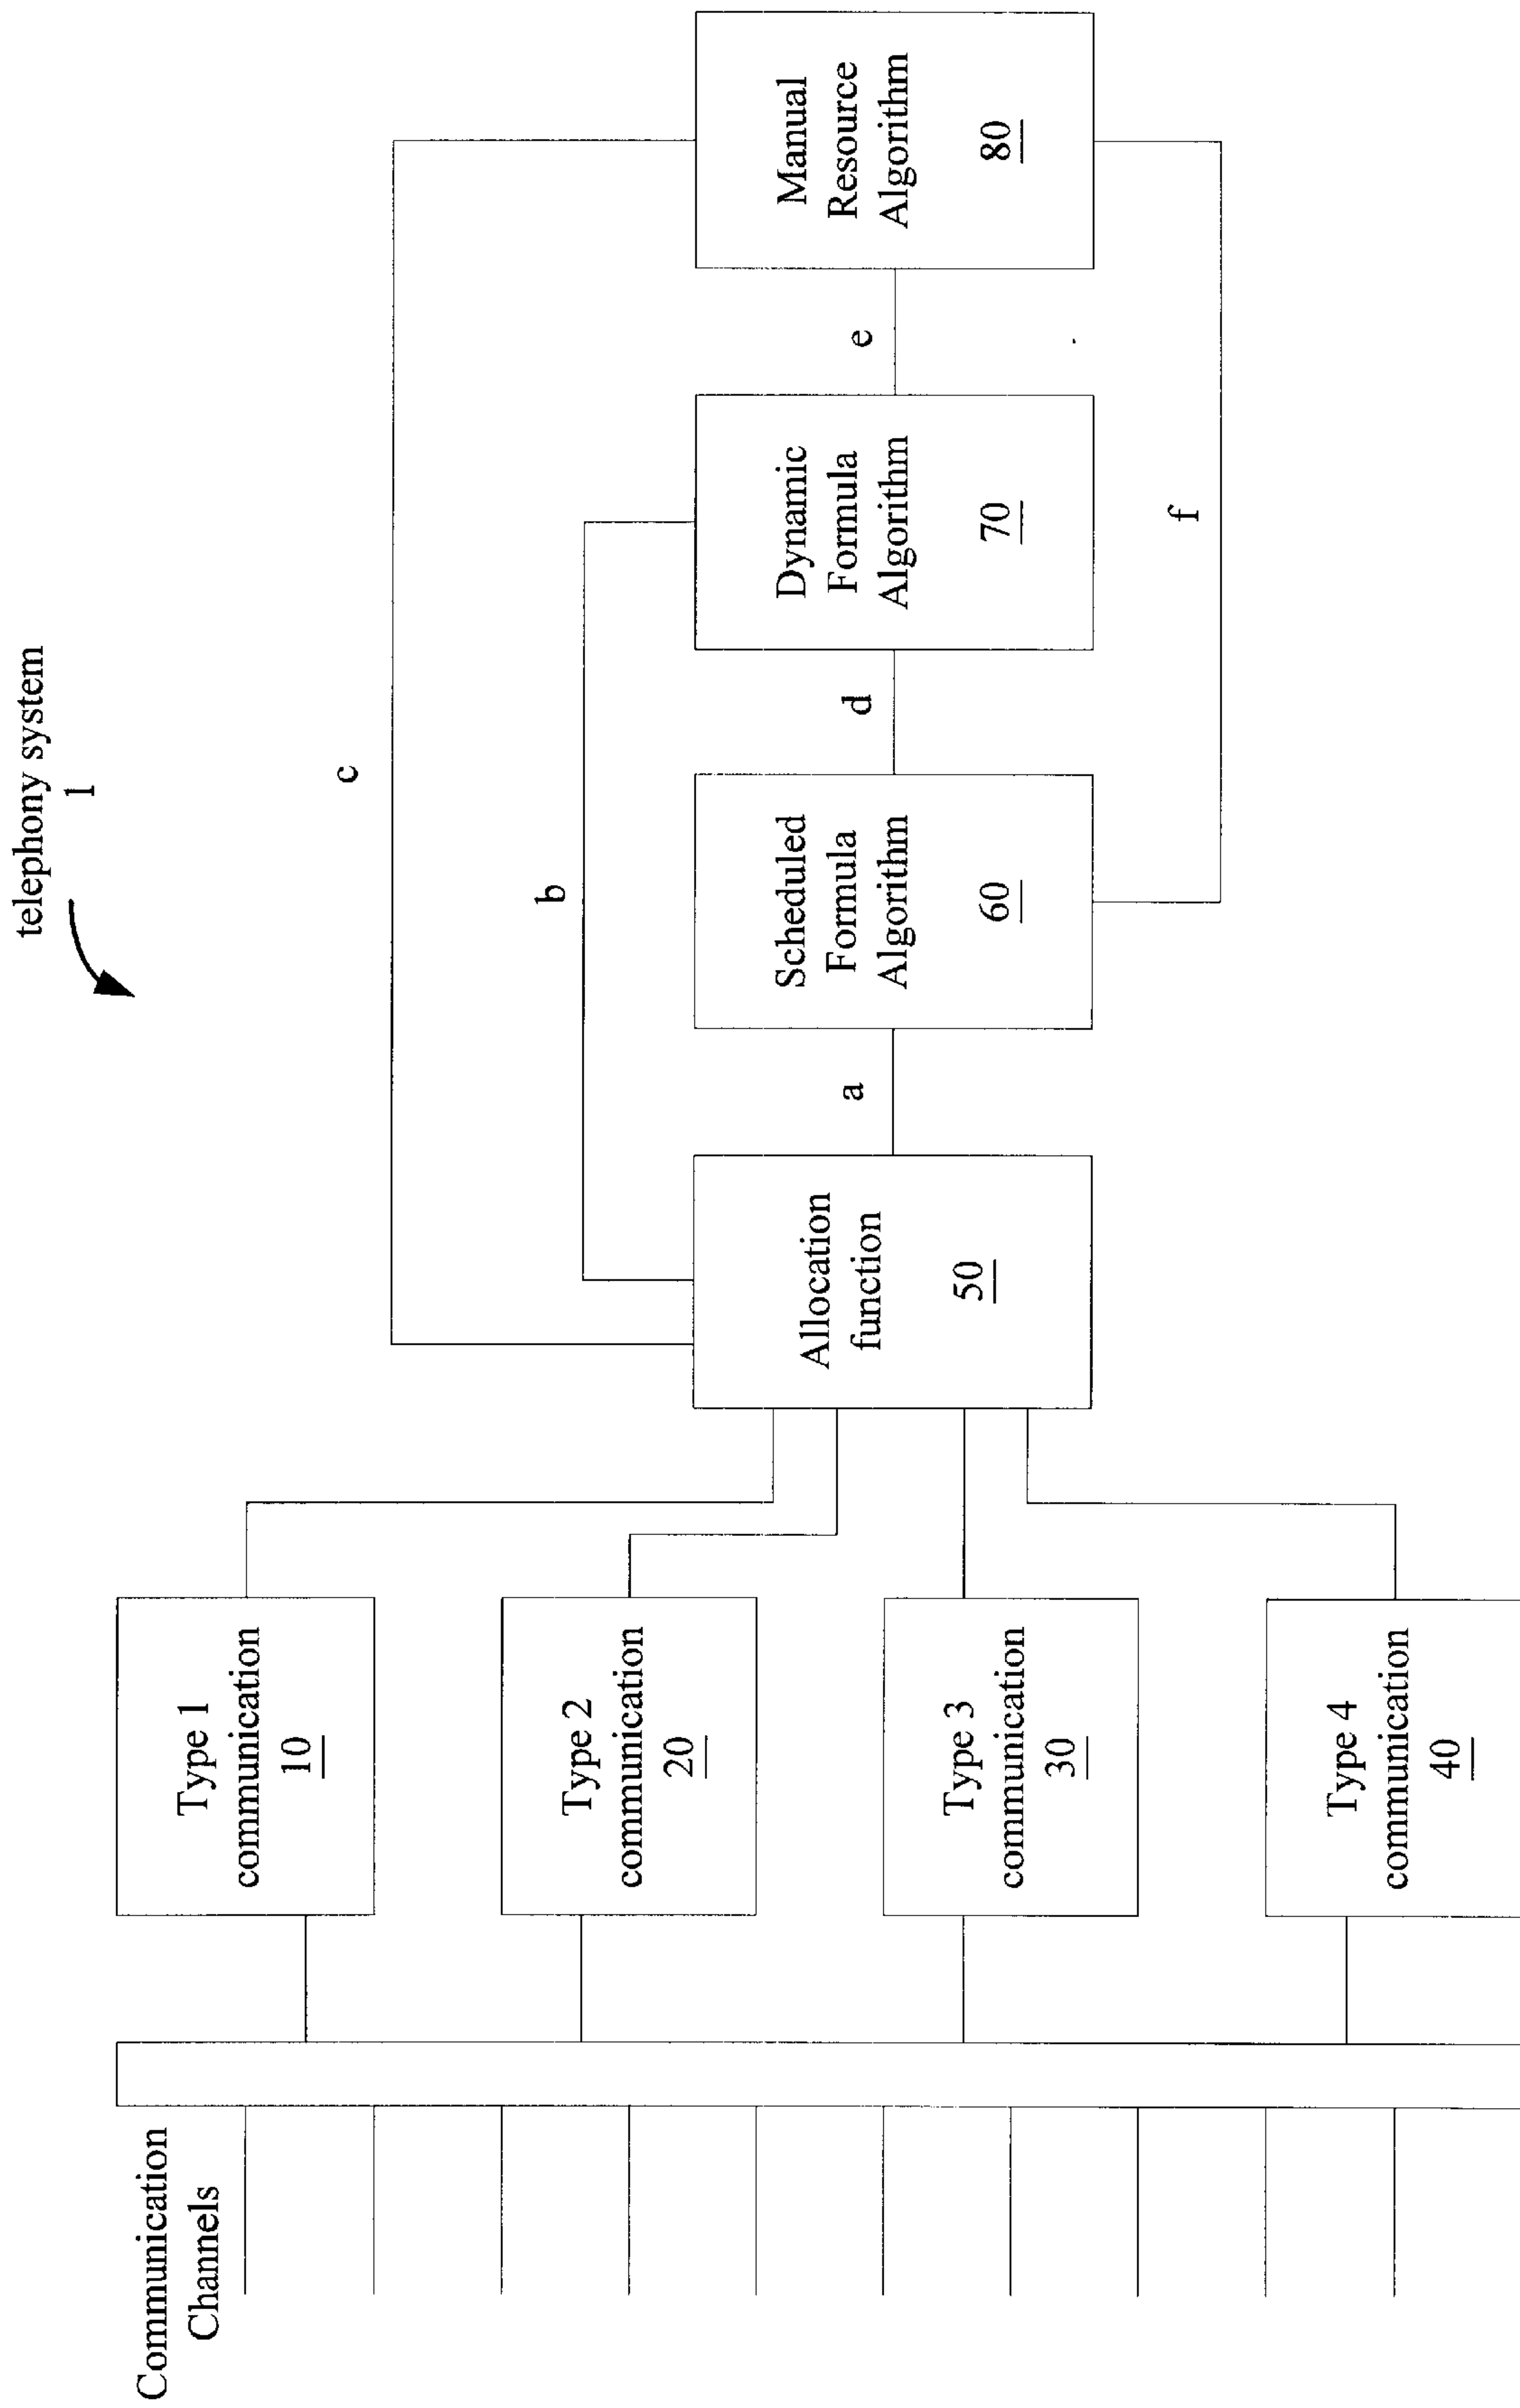 telephony system
1
Communication
Channels
Type 1
communication
10
Type 2
communication
20
Type 3
communication
30
Type 4
communication
40
Allocation
function
50
a
b
c
Scheduled
Formula
Algorithm
60
d
Dynamic
Formula
Algorithm
70
e
f
Manual
Resource
Algorithm
80